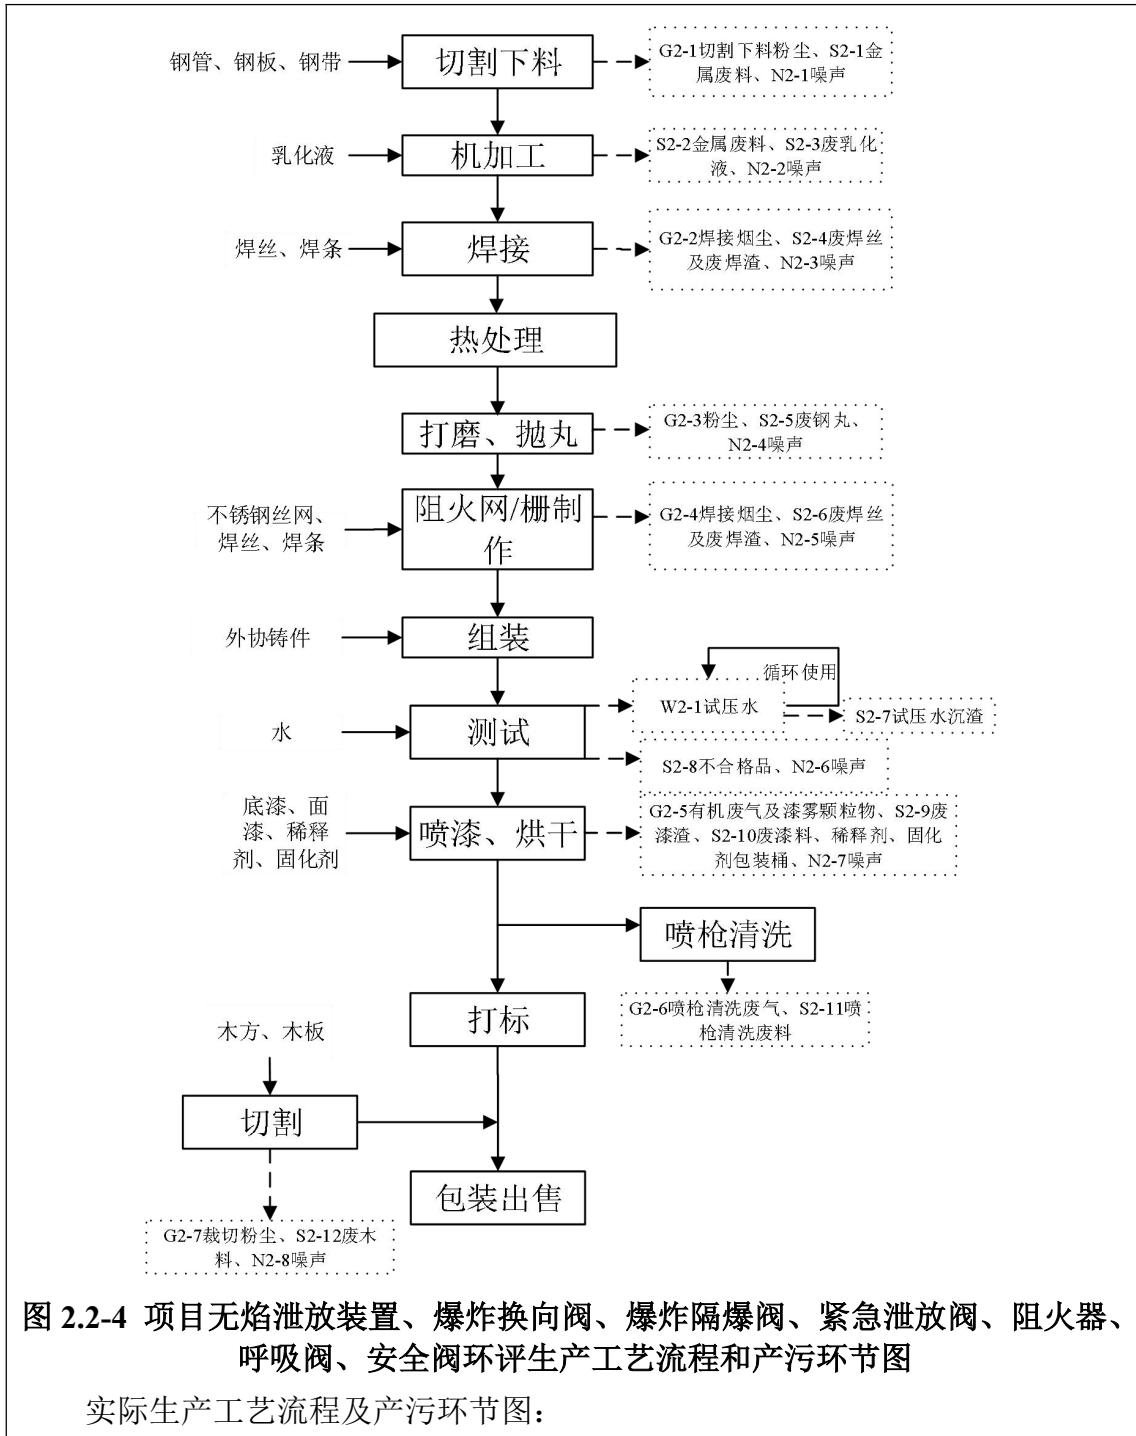 钢管、钢板、钢带
切割下料
G2-1切割下料粉尘、S2-1金
属废料、N2-1噪声
乳化液
机加工
S2-2金属废料、S2-3废乳化
液、N2-2噪声
焊丝、焊条
焊接
G2-2焊接烟尘、S2-4废焊丝
及废焊渣、N2-3噪声
热处理
打磨、抛丸
G2-3粉尘、S2-5废钢丸、
N2-4噪声
不锈钢丝网、
焊丝、焊条
阻火网/栅制
作
G2-4焊接烟尘、S2-6废焊丝
及废焊渣、N2-5噪声
外协铸件
组装
循环使用
W2-1试压水
S2-7试压水沉渣
水
测试
S2-8不合格品、N2-6噪声
底漆、面
漆、稀释
剂、固化剂
喷漆、烘干
G2-5有机废气及漆雾颗粒物、S2-9废
漆渣、S2-10废漆料、稀释剂、固化
剂包装桶、N2-7噪声
喷枪清洗
G2-6喷枪清洗废气、S2-11喷
枪清洗废料
打标
木方、木板
切割
包装出售
G2-7裁切粉尘、S2-12废木
料、N2-8噪声
图 2.2-4 项目无焰泄放装置、爆炸换向阀、爆炸隔爆阀、紧急泄放阀、阻火器、
呼吸阀、安全阀环评生产工艺流程和产污环节图
实际生产工艺流程及产污环节图：